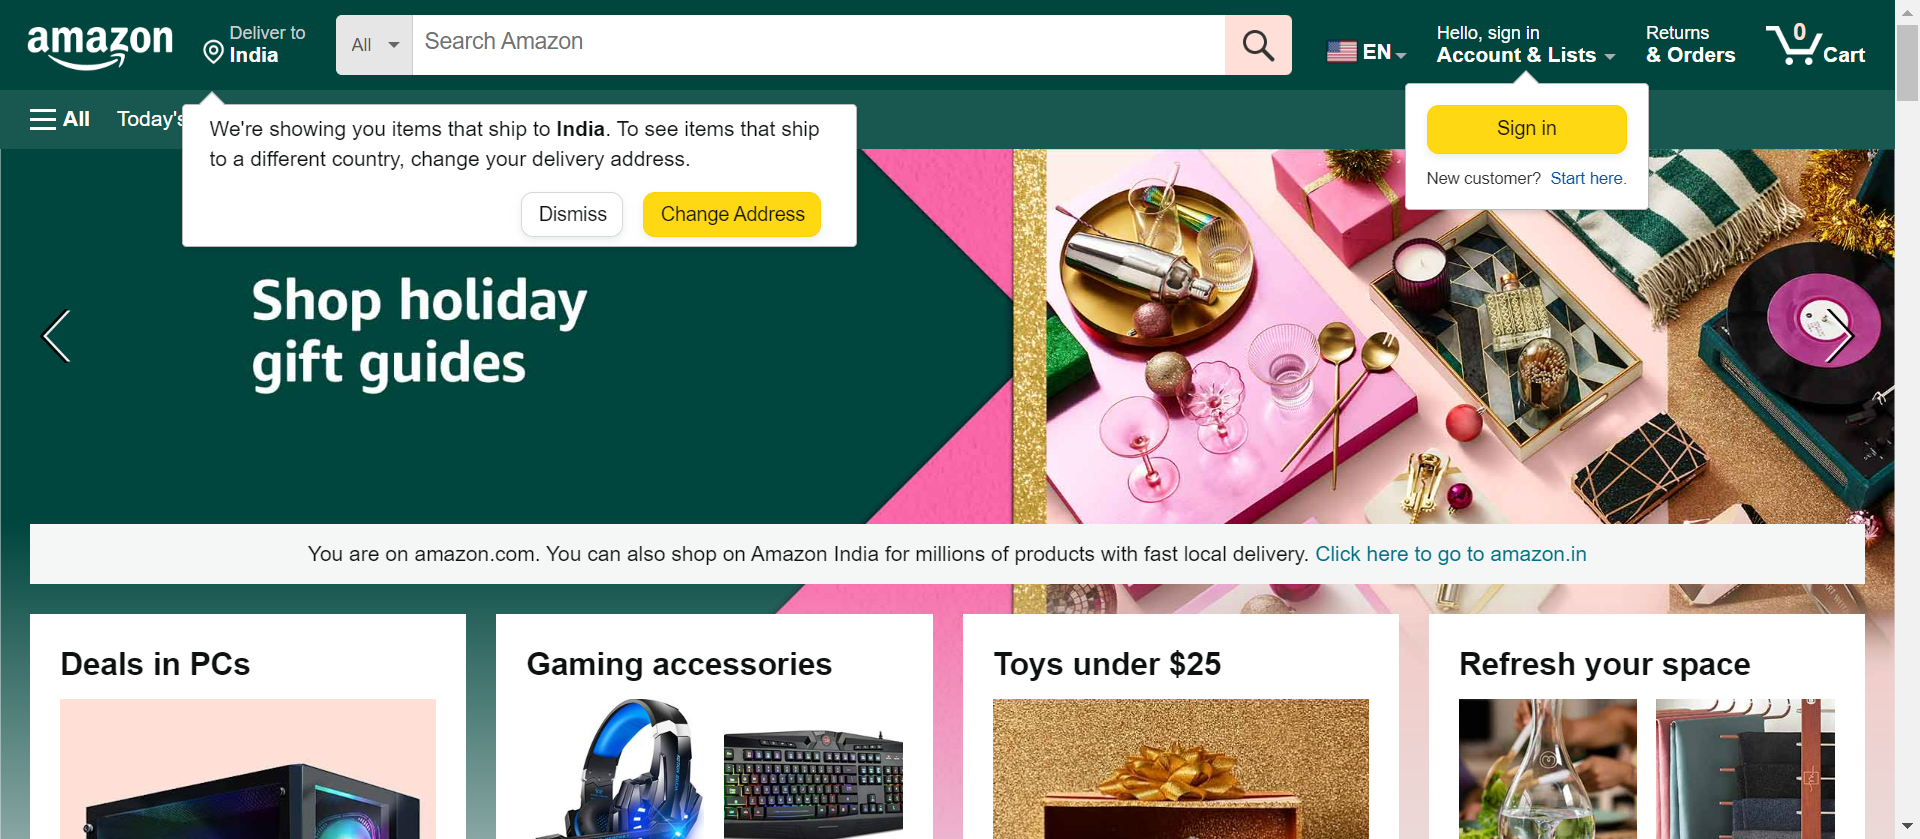 amazon
Deliver to
India
All
Search Amazon
EN
Hello, sign in
Account & Lists
Returns
& Orders
0
Cart
All
Today's
We're showing you items that ship to India. To see items that ship
to a different country, change your delivery address.
Dismiss
Change Address
Sign in
New customer? Start here.
Shop holiday
gift guides
You are on amazon.com. You can also shop on Amazon India for millions of products with fast local delivery. Click here to go to amazon.in
Deals in PCs
Gaming accessories
Toys under $25
Refresh your space